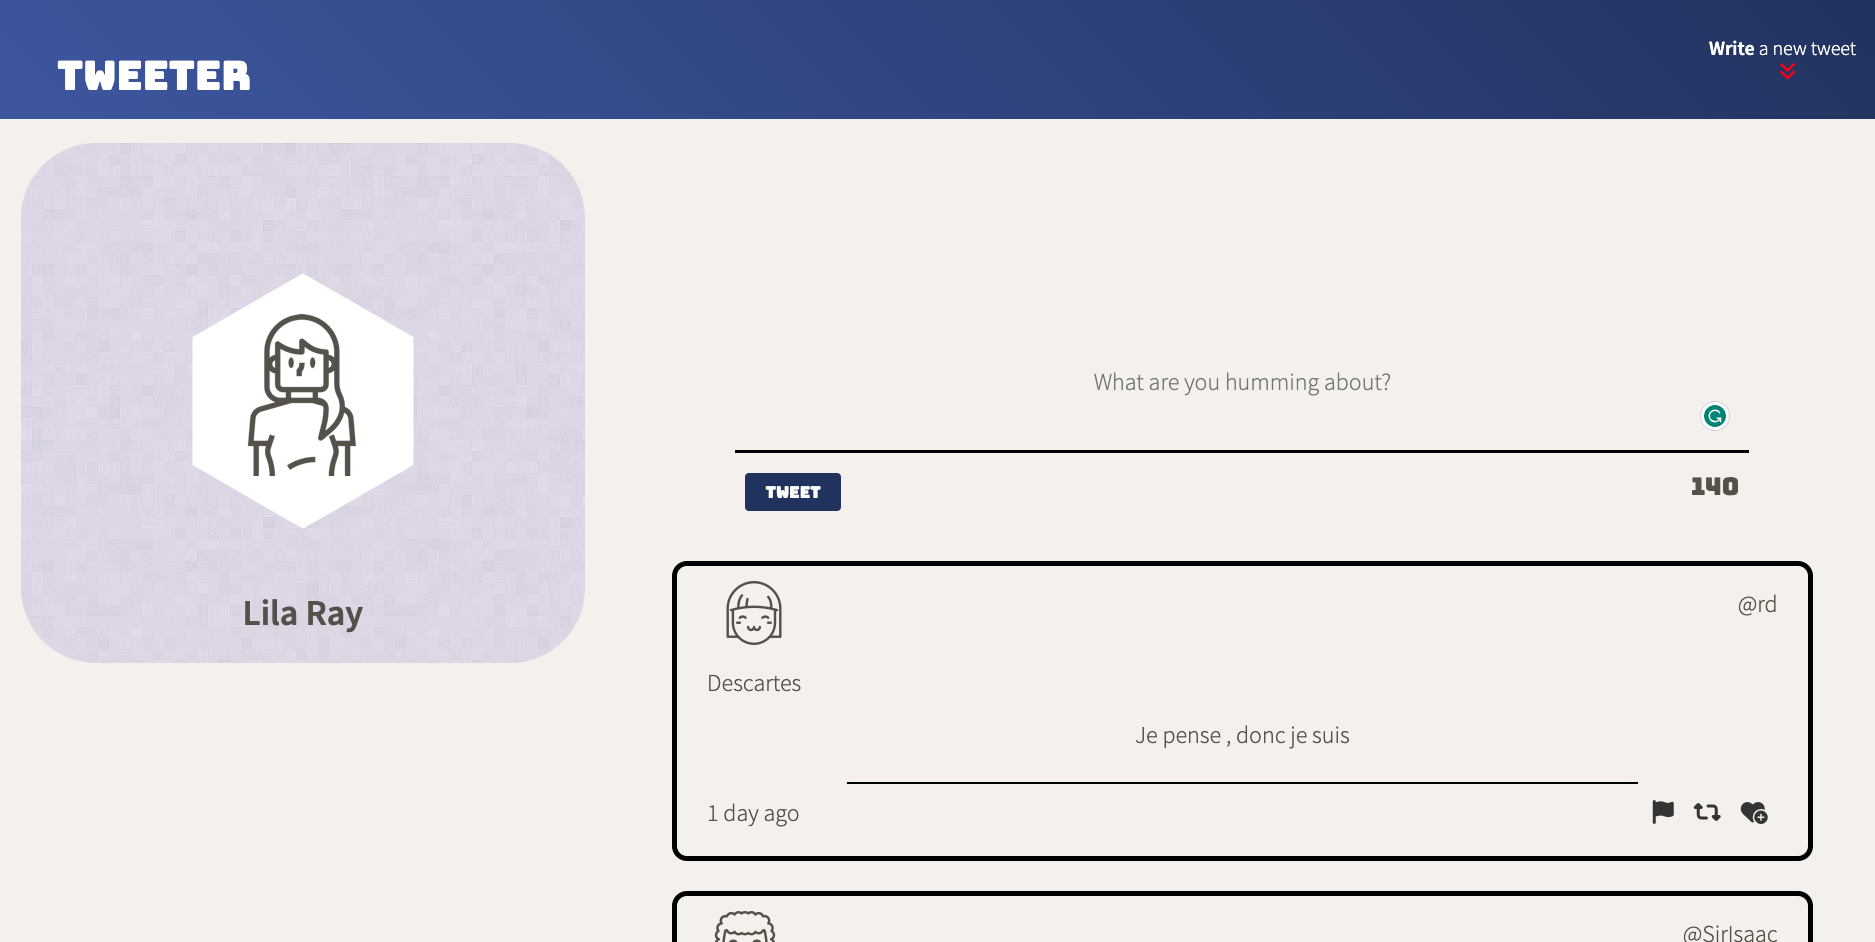 TWEETER
Write a new tweet
Lila Ray
What are you humming about?
TWEET
140
@rd
Descartes
Je pense , donc je suis
1 day ago
@SirIsaac